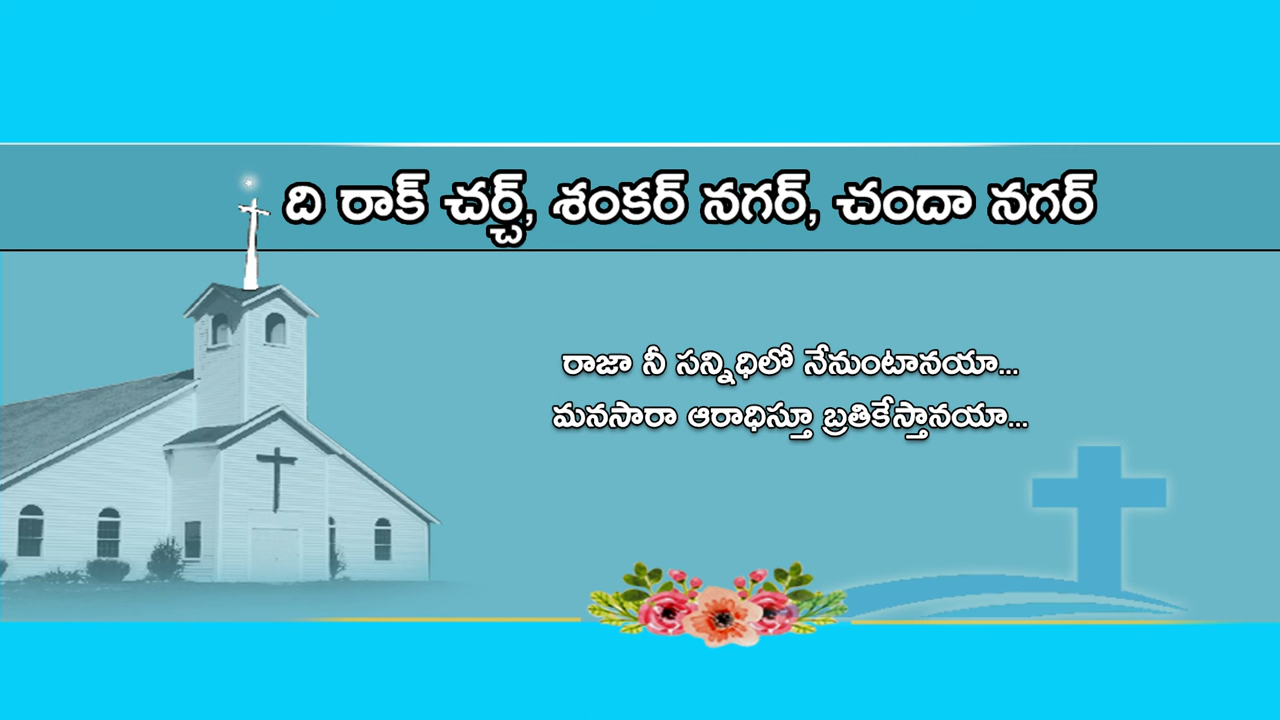 ది రాక్ చర్చ్, శంకర్ నగర్, చందా నగర్
రాజా నీ సన్నిధిలో నేనుంటానయా...
మనసారా ఆరాధిస్తూ బ్రతికేస్తానయా...